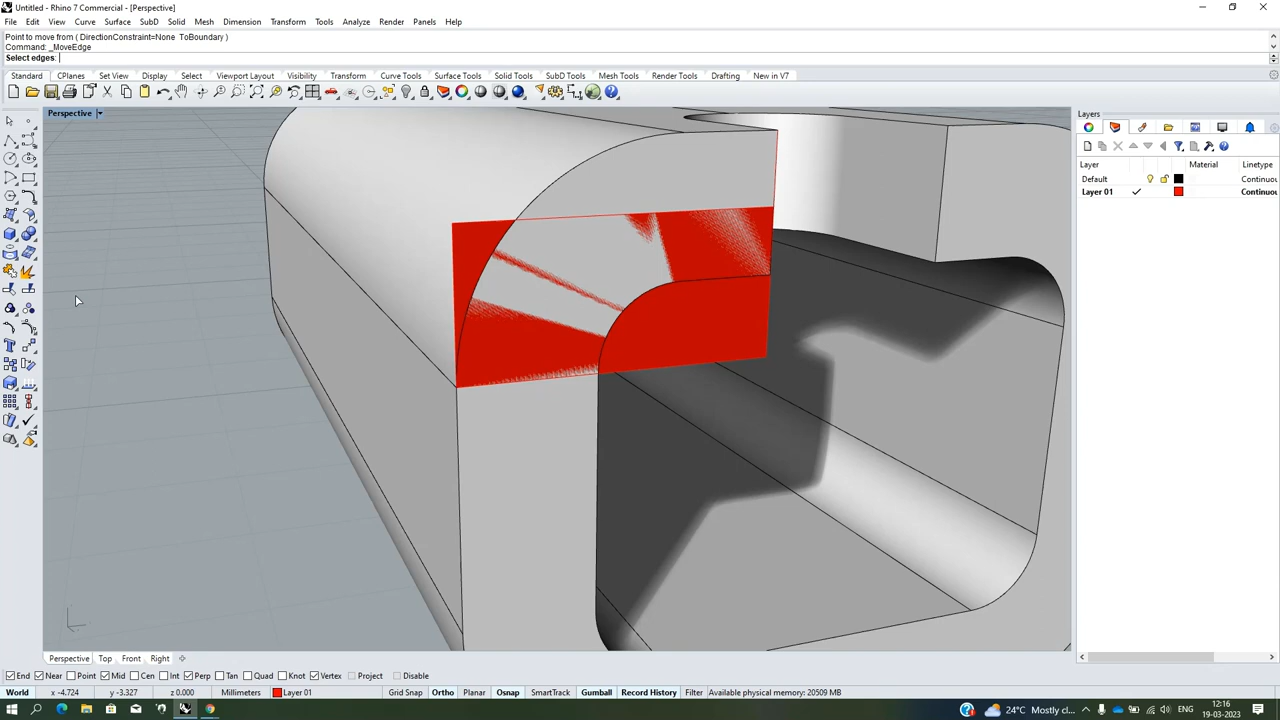 Untitled - Rhino 7 Commercial - [Perspective]
File Edit View Curve Surface SubD Solid Mesh Dimension Transform Tools Analyze Render Panels Help
Point to move from ( DirectionConstraint=None ToBoundary )
Command: _MoveEdge
Select edges:
Standard CPlanes Set View Display Select Viewport Layout Visibility Transform Curve Tools Surface Tools Solid Tools SubD Tools Mesh Tools Render Tools Drafting New in V7
Perspective
Layers
Layer Material Linetype
Default Continuou
Layer 01 Continuou
Perspective Top Front Right
End Near Point Mid Cen Int Perp Tan Quad Knot Vertex Project Disable
World x -4.724 y -3.327 z 0.000 Millimeters Layer 01 Grid Snap Ortho Planar Osnap SmartTrack Gumball Record History Filter Available physical memory: 20509 MB
24°C Mostly cl... ENG 12:16
19-03-2023